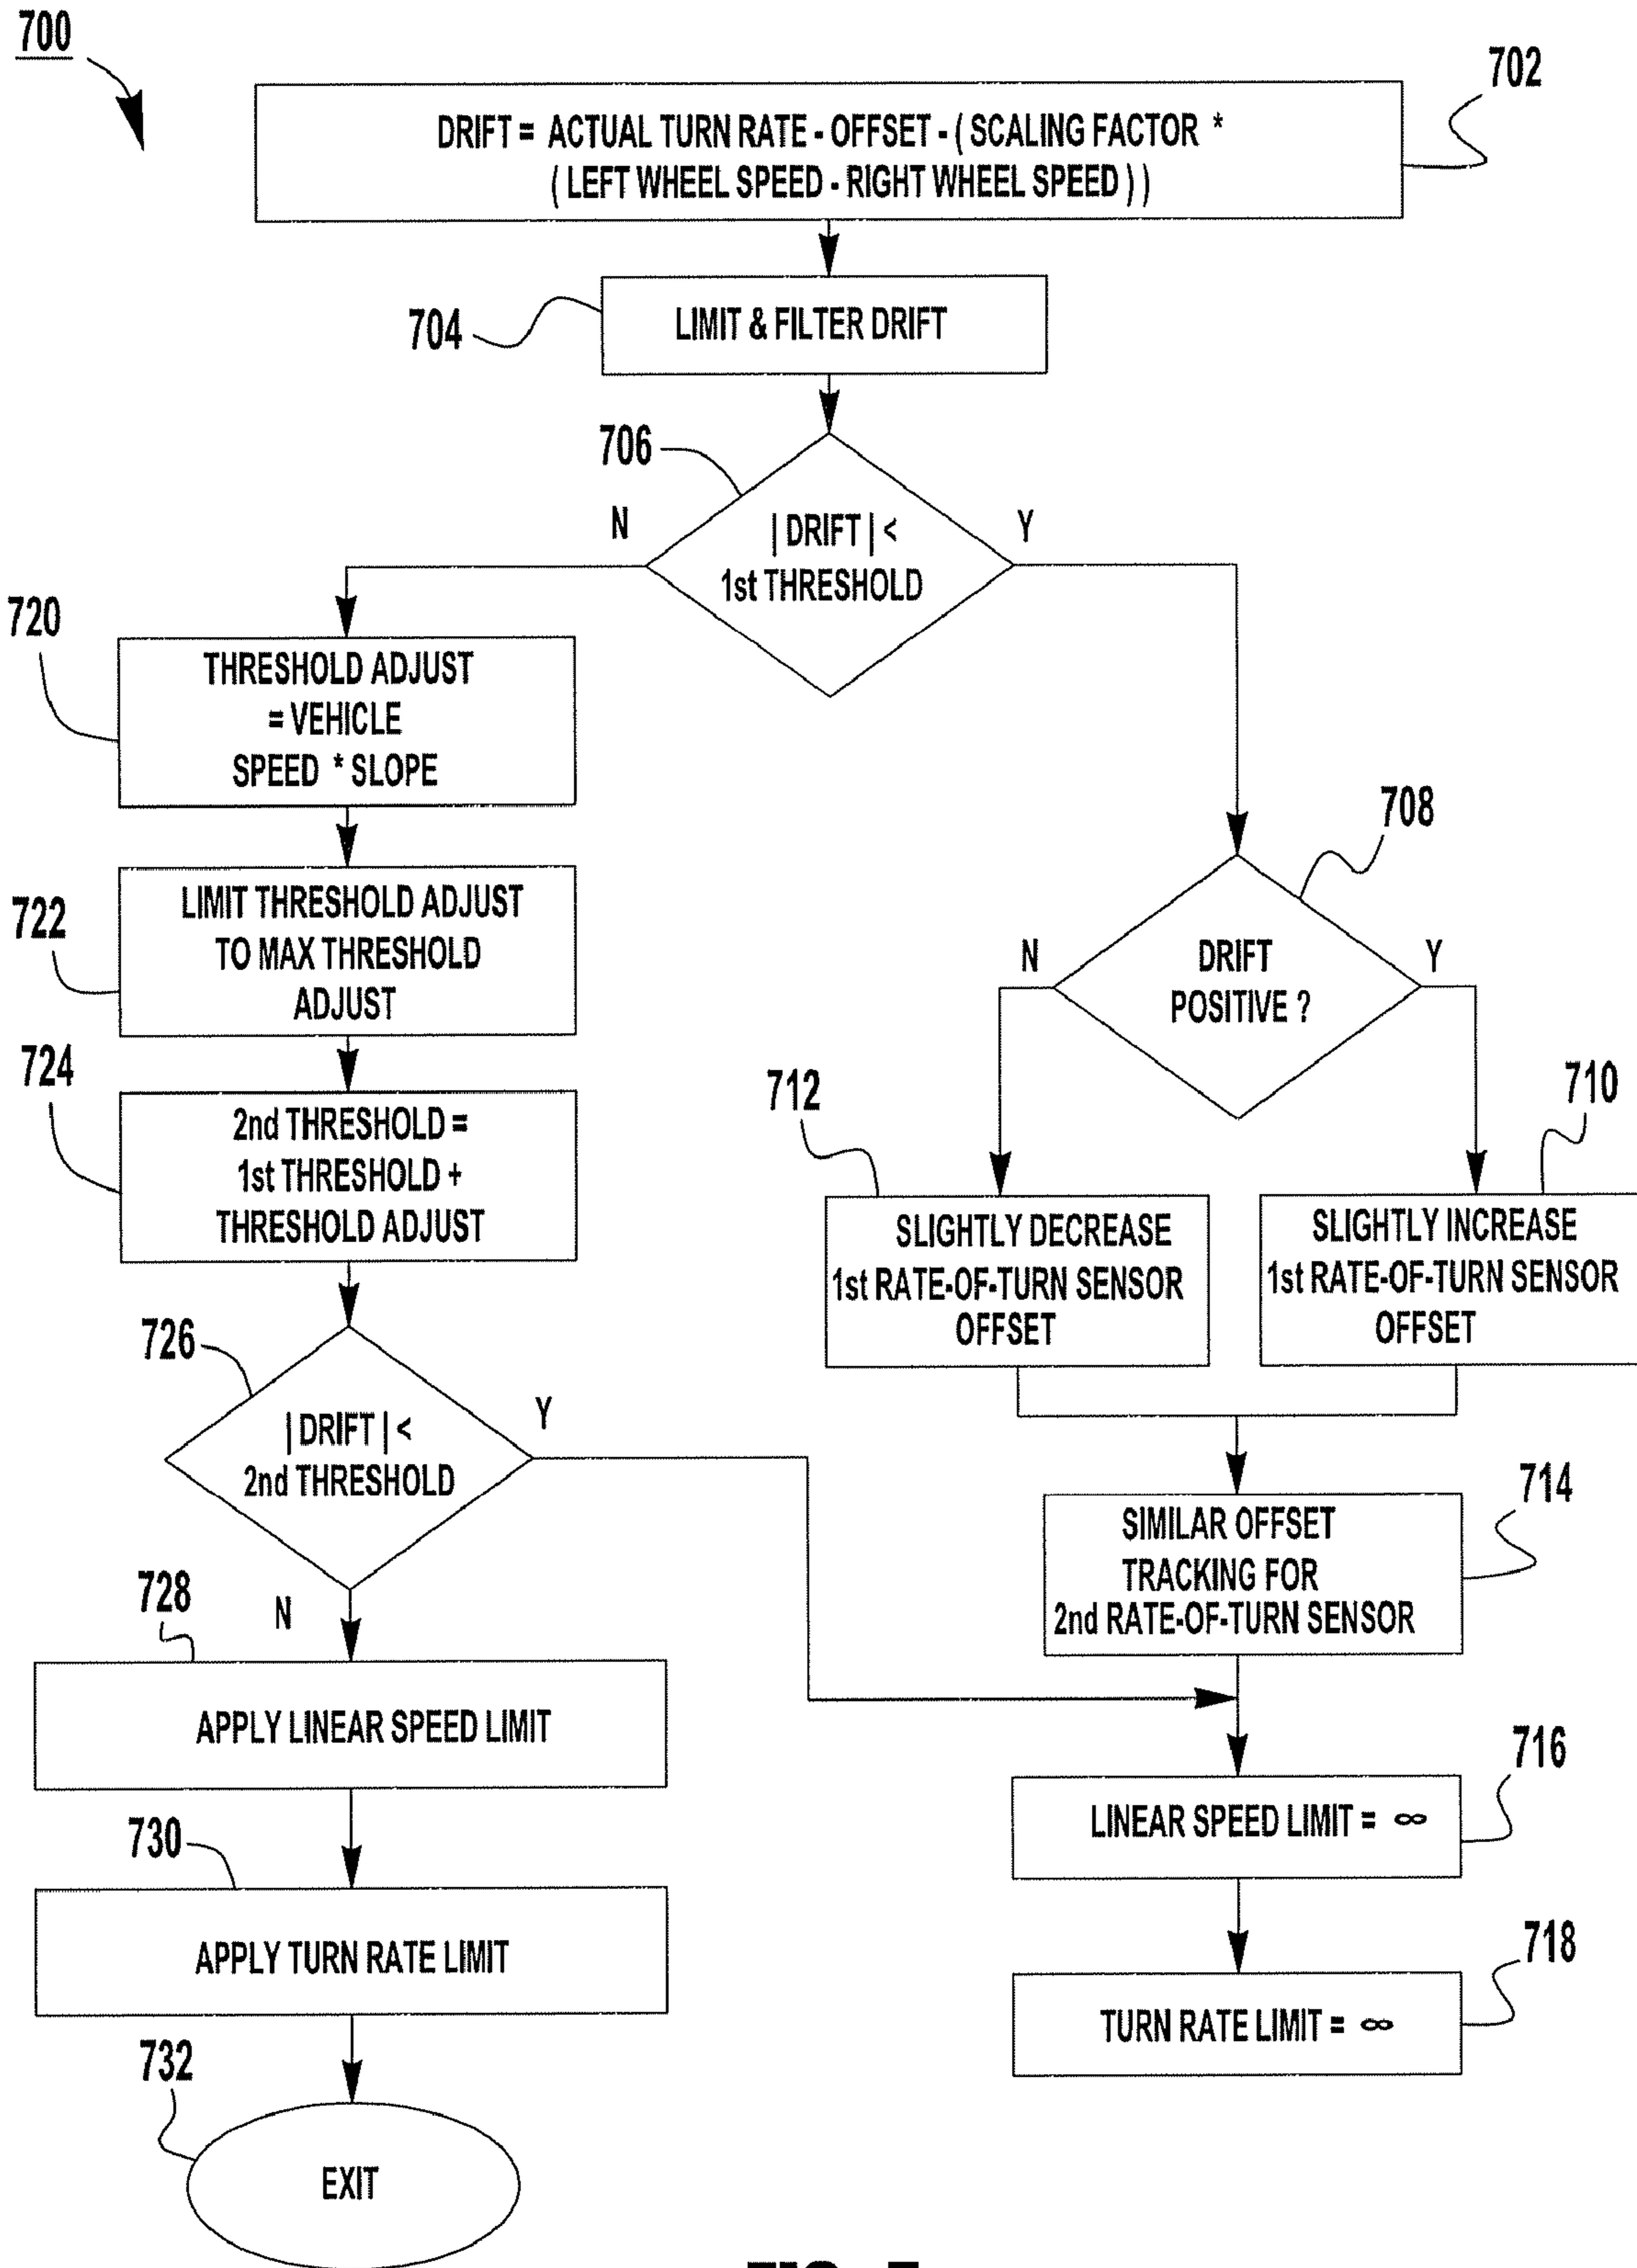 700
702
DRIFT = ACTUAL TURN RATE - OFFSET - ( SCALING FACTOR *
( LEFT WHEEL SPEED - RIGHT WHEEL SPEED ) )
704
LIMIT & FILTER DRIFT
706
N
Y
| DRIFT | <
1st THRESHOLD
720
THRESHOLD ADJUST
= VEHICLE
SPEED * SLOPE
708
722
LIMIT THRESHOLD ADJUST
TO MAX THRESHOLD
ADJUST
N
Y
DRIFT
POSITIVE ?
724
2nd THRESHOLD =
1st THRESHOLD +
THRESHOLD ADJUST
712
710
SLIGHTLY DECREASE
1st RATE-OF-TURN SENSOR
OFFSET
SLIGHTLY INCREASE
1st RATE-OF-TURN SENSOR
OFFSET
726
Y
| DRIFT | <
2nd THRESHOLD
714
SIMILAR OFFSET
TRACKING FOR
2nd RATE-OF-TURN SENSOR
728
N
APPLY LINEAR SPEED LIMIT
716
LINEAR SPEED LIMIT = ∞
730
APPLY TURN RATE LIMIT
718
TURN RATE LIMIT = ∞
732
EXIT